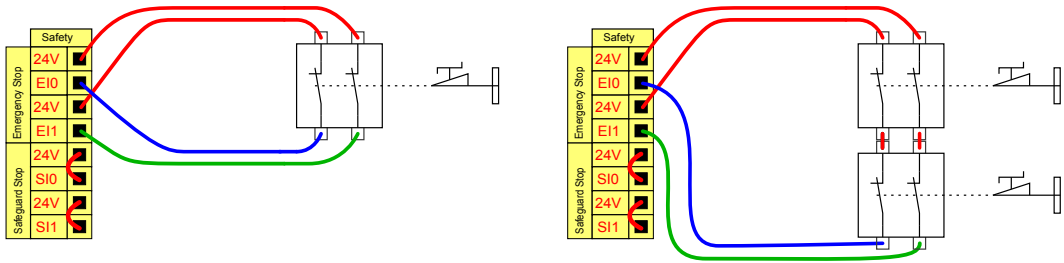 Safety
Emergency Stop
24V
EI0
24V
EI1
Safeguard Stop
24V
SI0
24V
SI1
Safety
Emergency Stop
24V
EI0
24V
EI1
Safeguard Stop
24V
SI0
24V
SI1